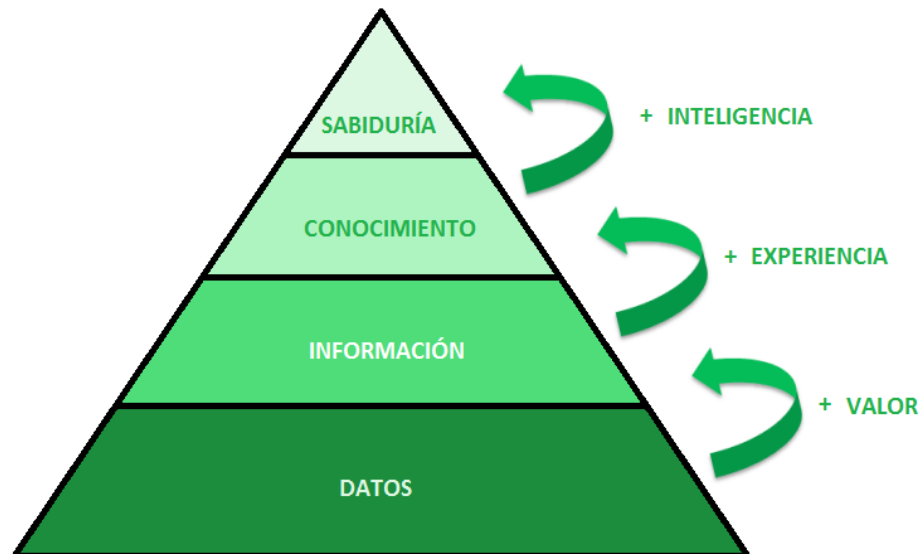 SABIDURÍA
+ INTELIGENCIA
CONOCIMIENTO
+ EXPERIENCIA
INFORMACIÓN
+ VALOR
DATOS